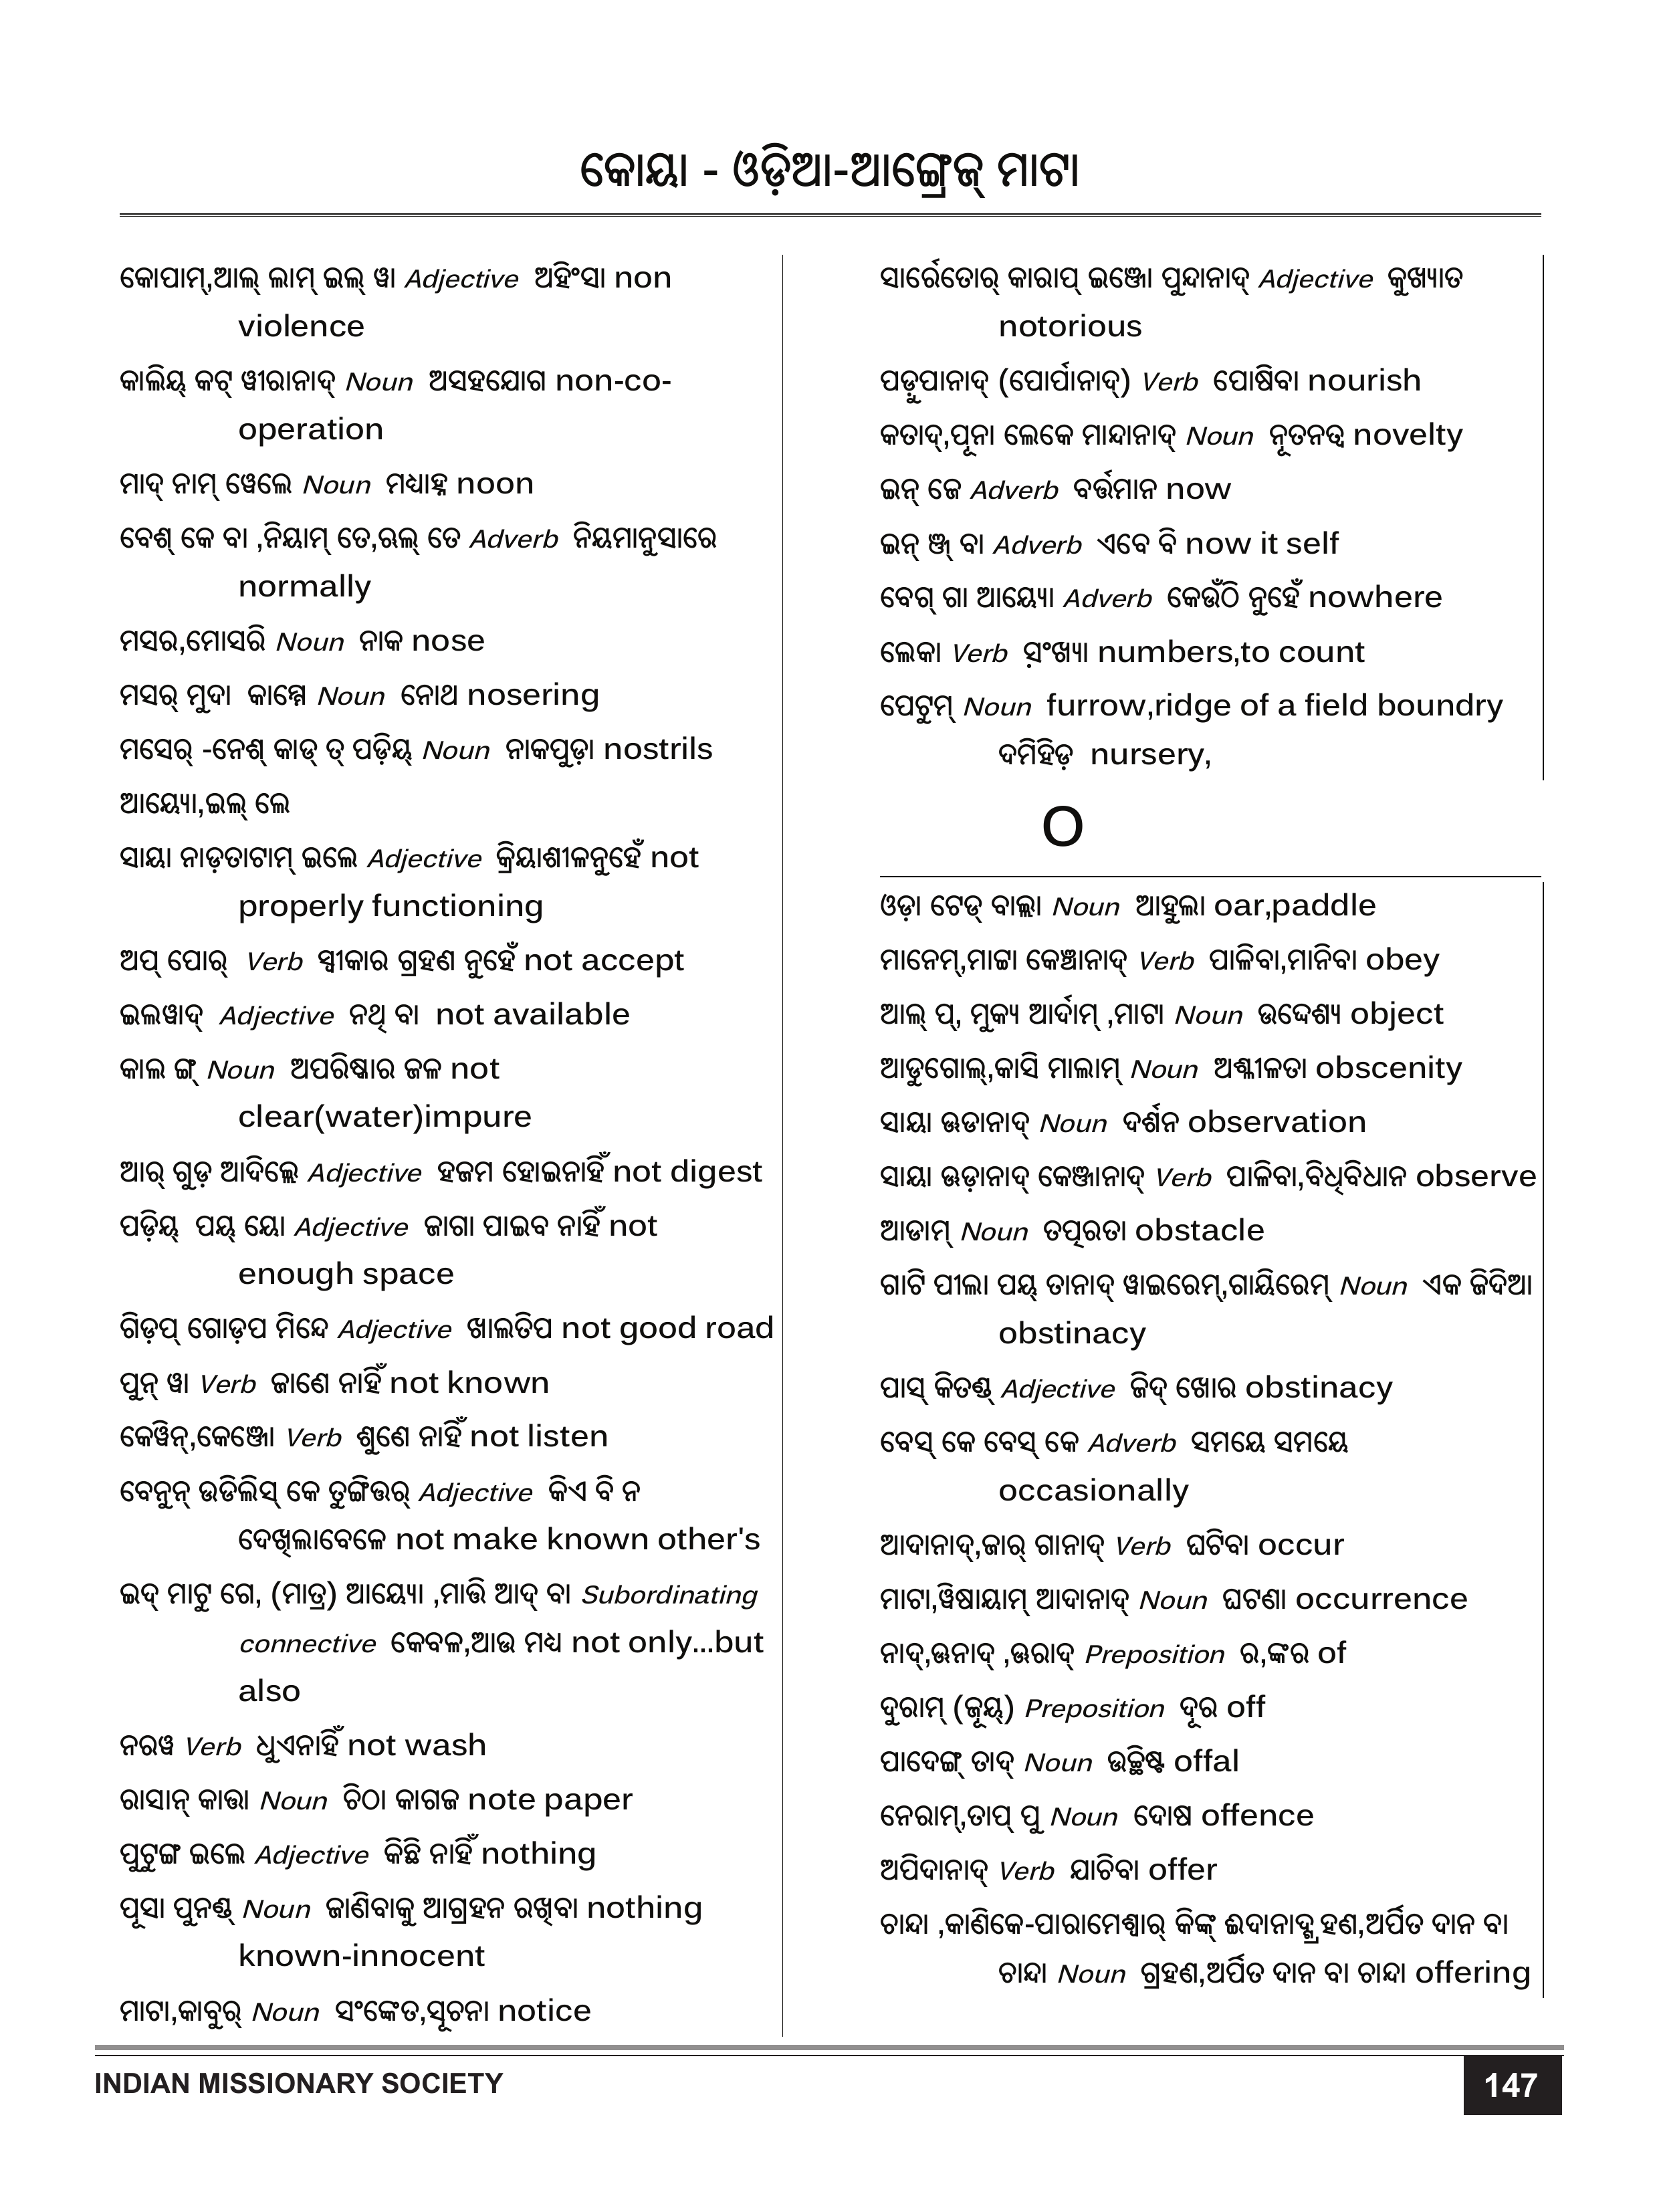 କୋୟା - ଓଡ଼ିଆ-ଆଙ୍ଗ୍ରେଜ୍ ମାଟା
କୋପାମ୍,ଆଲ୍ ଲାମ୍ ଇଲ୍ ୱା Adjective ଅହିଂସା non
violence
କାଲିୟ୍ କଟ୍ ୱୀରାନାଦ୍ Noun ଅସହଯୋଗ non-co-
operation
ମାଦ୍ ନାମ୍ ୱେଲେ Noun ମଧ୍ୟାହ୍ନ noon
ବେଶ୍ କେ ବା ,ନିୟାମ୍ ତେ,ଋଲ୍ ତେ Adverb ନିୟମାନୁସାରେ
normally
ମସର,ମୋସରି Noun ନାକ nose
ମସର୍ ମୁଦା କାମ୍ମେ Noun ନୋଥ nosering
ମସେର୍ -ନେଶ୍ କାଡ୍ ତ୍ ପଡ଼ିୟ୍ Noun ନାକପୁଡ଼ା nostrils
ଆୟ୍ୟୋ,ଇଲ୍ ଲେ
ସାୟା ନାଡ଼ତାଟାମ୍ ଇଲେ Adjective କ୍ରିୟାଶୀଳନୁହେଁ not
properly functioning
ଅପ୍ ପୋର୍ Verb ସ୍ୱୀକାର ଗ୍ରହଣ ନୁହେଁ not accept
ଇଲୱାଦ୍ Adjective ନଥି ବା not available
କାଲ ଙ୍ଗ୍ Noun ଅପରିଷ୍କାର ଜଳ not
clear(water)impure
ଆର୍ ଗୁଡ଼ ଆଦିଲ୍ଲେ Adjective ହଜମ ହୋଇନାହିଁ not digest
ପଡ଼ିୟ୍ ପୟ୍ ୟୋ Adjective ଜାଗା ପାଇବ ନାହିଁ not
enough space
ଗିଡ଼ପ୍ ଗୋଡ଼ପ ମିନ୍ଦେ Adjective ଖାଲତିପ not good road
ପୁନ୍ ୱା Verb ଜାଣେ ନାହିଁ not known
କେୱିନ୍,କେଞ୍ଜୋ Verb ଶୁଣେ ନାହିଁ not listen
ବେନୁନ୍ ଉଡିଲିସ୍ କେ ତୁଙ୍ଗିତ୍ତର୍ Adjective କିଏ ବି ନ
ଦେଖିଲାବେଳେ not make known other's
ଇଦ୍ ମାଟୁ ଗେ, (ମାତ୍ର) ଆୟ୍ୟୋ ,ମାତ୍ତି ଆଦ୍ ବା Subordinating
connective କେବଳ,ଆଉ ମଧ୍ୟ not only...but
also
ନରୱ Verb ଧୁଏନାହିଁ not wash
ରାସାନ୍ କାତ୍ତା Noun ଚିଠା କାଗଜ note paper
ପୁଟୁଙ୍ଗ ଇଲେ Adjective କିଛି ନାହିଁ nothing
ପୂସା ପୁନଣ୍ଡ୍ Noun ଜାଣିବାକୁ ଆଗ୍ରହନ ରଖିବା nothing
known-innocent
ମାଟା,କାବୁର୍ Noun ସଂଙ୍କେତ,ସୂଚନା notice
ସାର୍ରେତୋର୍ କାରାପ୍ ଇଞ୍ଜୋ ପୁନ୍ଦାନାଦ୍ Adjective କୁଖ୍ୟାତ
notorious
ପଡ଼ୁପାନାଦ୍ (ପୋର୍ପାନାଦ୍) Verb ପୋଷିବା nourish
କତାଦ୍,ପୂନା ଲେକେ ମାନ୍ଦାନାଦ୍ Noun ନୂତନତ୍ୱ novelty
ଇନ୍ ଜେ Adverb ବର୍ତ୍ତମାନ now
ଇନ୍ ଞ୍ଜ୍ ବା Adverb ଏବେ ବି now it self
ବେଗ୍ ଗା ଆୟ୍ୟୋ Adverb କେଉଁଠି ନୁହେଁ nowhere
ଲେକା Verb ସ଼ଂଖ୍ୟା numbers,to count
ପେଟୁମ୍ Noun furrow,ridge of a field boundry
ଦମିହିଡ଼ nursery,
O
ଓଡ଼ା ଟେଡ୍ ବାଲ୍ଲା Noun ଆହୁଲା oar,paddle
ମାନେମ୍,ମାଟ୍ଟା କେଞ୍ଚାନାଦ୍ Verb ପାଳିବା,ମାନିବା obey
ଆଲ୍ ପ୍, ମୁକ୍ୟ ଆର୍ଦାମ୍ ,ମାଟା Noun ଉଦ୍ଦେଶ୍ୟ object
ଆଡୁଗୋଲ୍,କାସି ମାଲାମ୍ Noun ଅଶ୍ଳୀଳତା obscenity
ସାୟା ଊଡାନାଦ୍ Noun ଦର୍ଶନ observation
ସାୟା ଊଡ଼ାନାଦ୍ କେଞ୍ଜାନାଦ୍ Verb ପାଳିବା,ବିଧିବିଧାନ observe
ଆଡାମ୍ Noun ତତ୍ପରତା obstacle
ଗାଟି ପୀଲା ପୟ୍ ତାନାଦ୍ ୱାଇରେମ୍,ଗାୟିରେମ୍ Noun ଏକ ଜିଦିଆ
obstinacy
ପାସ୍ କିତଣ୍ଡ୍ Adjective ଜିଦ୍ ଖୋର obstinacy
ବେସ୍ କେ ବେସ୍ କେ Adverb ସମୟେ ସମୟେ
occasionally
ଆଦାନାଦ୍,ଜାର୍ ଗାନାଦ୍ Verb ଘଟିବା occur
ମାଟା,ୱିଷାୟାମ୍ ଆଦାନାଦ୍ Noun ଘଟଣା occurrence
ନାଦ୍,ଊନାଦ୍ ,ଊରାଦ୍ Preposition ର,ଙ୍କର of
ଦୁରାମ୍ (ଜୂୟ୍) Preposition ଦୂର off
ପାଦେଙ୍ଗ୍ ତାଦ୍ Noun ଉଚ୍ଛିଷ୍ଟ offal
ନେରାମ୍,ତାପ୍ ପୁ Noun ଦୋଷ offence
ଅପିଦାନାଦ୍ Verb ଯାଚିବା offer
ଚାନ୍ଦା ,କାଣିକେ-ପାରାମେଶ୍ୱାର୍ କିଙ୍କ୍ ଈଦାନାଦ୍ଗ୍ରହଣ,ଅର୍ପିତ ଦାନ ବା
ଚାନ୍ଦା Noun ଗ୍ରହଣ,ଅର୍ପିତ ଦାନ ବା ଚାନ୍ଦା offering
INDIAN MISSIONARY SOCIETY
147